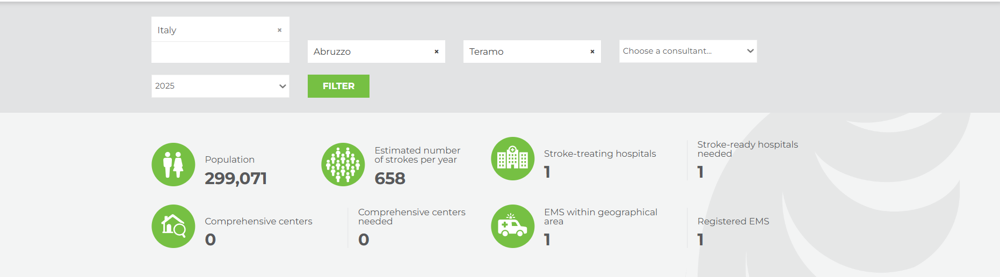 Italy ×
Abruzzo ×
Teramo ×
Choose a consultant...
2025
FILTER
Population
299,071
Estimated number
of strokes per year
658
Stroke-treating hospitals
1
Stroke-ready hospitals
needed
1
Comprehensive centers
0
Comprehensive centers
needed
0
EMS within geographical
area
1
Registered EMS
1